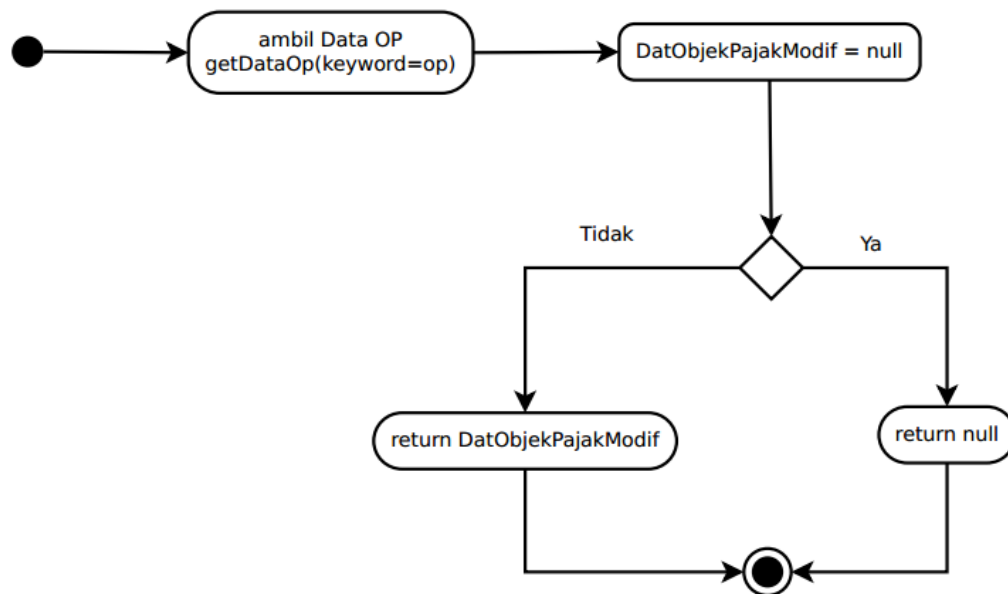 ambil Data OP
getDataOp(keyword=op)
DatObjekPajakModif = null
Tidak
Ya
return DatObjekPajakModif
return null